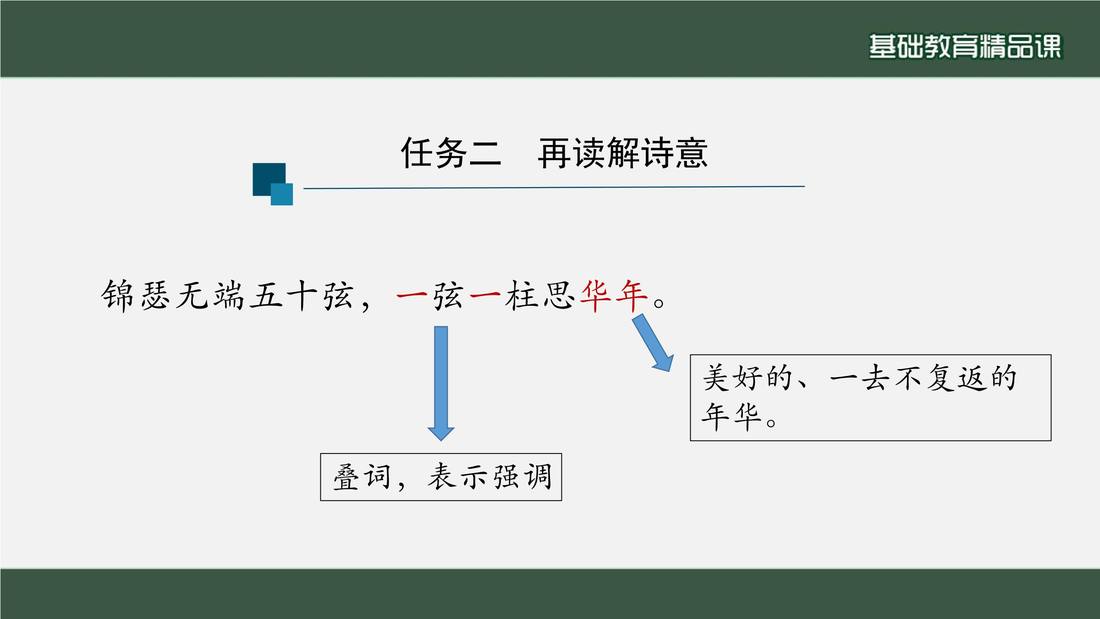 基础教育精品课
任务二 再读解诗意
锦瑟无端五十弦，一弦一柱思华年。
美好的、一去不复返的
年华。
叠词，表示强调